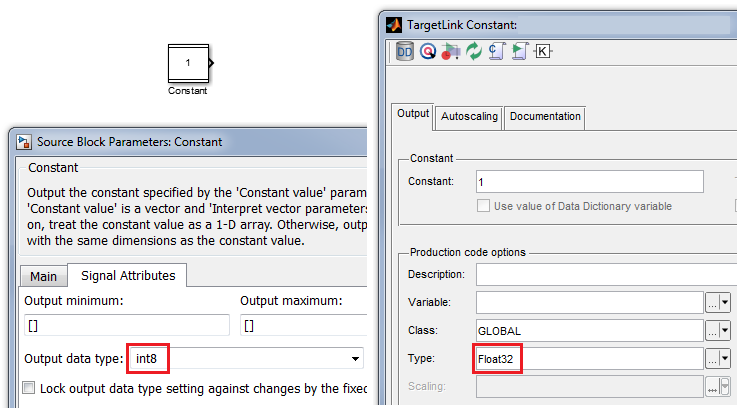 1
Constant
Source Block Parameters: Constant
Constant
Output the constant specified by the 'Constant value' parame
'Constant value' is a vector and 'Interpret vector parameters
on, treat the constant value as a 1-D array. Otherwise, outp
with the same dimensions as the constant value.
Main Signal Attributes
Output minimum: Output maximum:
[] []
Output data type: int8
Lock output data type setting against changes by the fixed
TargetLink Constant:
DD K
Output Autoscaling Documentation
Constant
Constant: 1
Use value of Data Dictionary variable
Production code options
Description:
Variable: ...
Class: GLOBAL ...
Type: Float32 ...
Scaling: ...